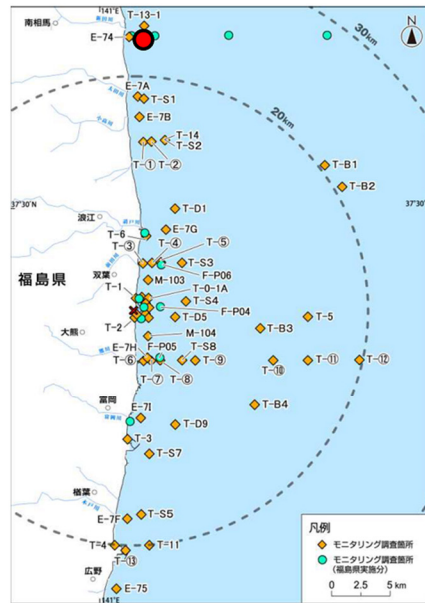 141°E
南相馬
T-13-1
E-74
30km
N
E-7A
T-S1
20km
E-7B
T-14
T-S2
T-① T-②
T-B1
T-B2
37°30'N
37°30'N
T-D1
浪江
E-7G
T-6
T-④ T-⑤
T-③
T-S3
双葉
F-P06
M-103
福島県
T-1
T-0-1A
T-S4
F-P04
T-2
T-D5
T-5
大熊
T-B3
M-104
E-7H
F-P05
T-S8
T-⑥
T-⑦
T-⑧
T-⑨
T-⑩
T-⑪
T-⑫
富岡
E-7I
T-B4
T-D9
T-3
T-S7
楢葉
E-7F
T-S5
T-4
T-11
T-⑬
広野
E-75
141°E
凡例
モニタリング調査箇所
モニタリング調査箇所
(福島県実施分)
0 2.5 5
km